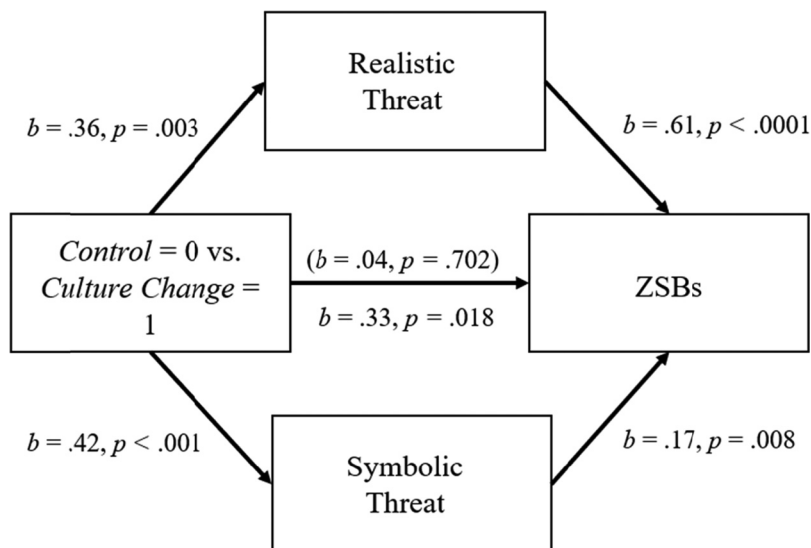 Realistic
Threat
b = .36, p = .003
b = .61, p < .0001
Control = 0 vs.
Culture Change =
1
(b = .04, p = .702)
b = .33, p = .018
ZSBs
b = .42, p < .001
b = .17, p = .008
Symbolic
Threat